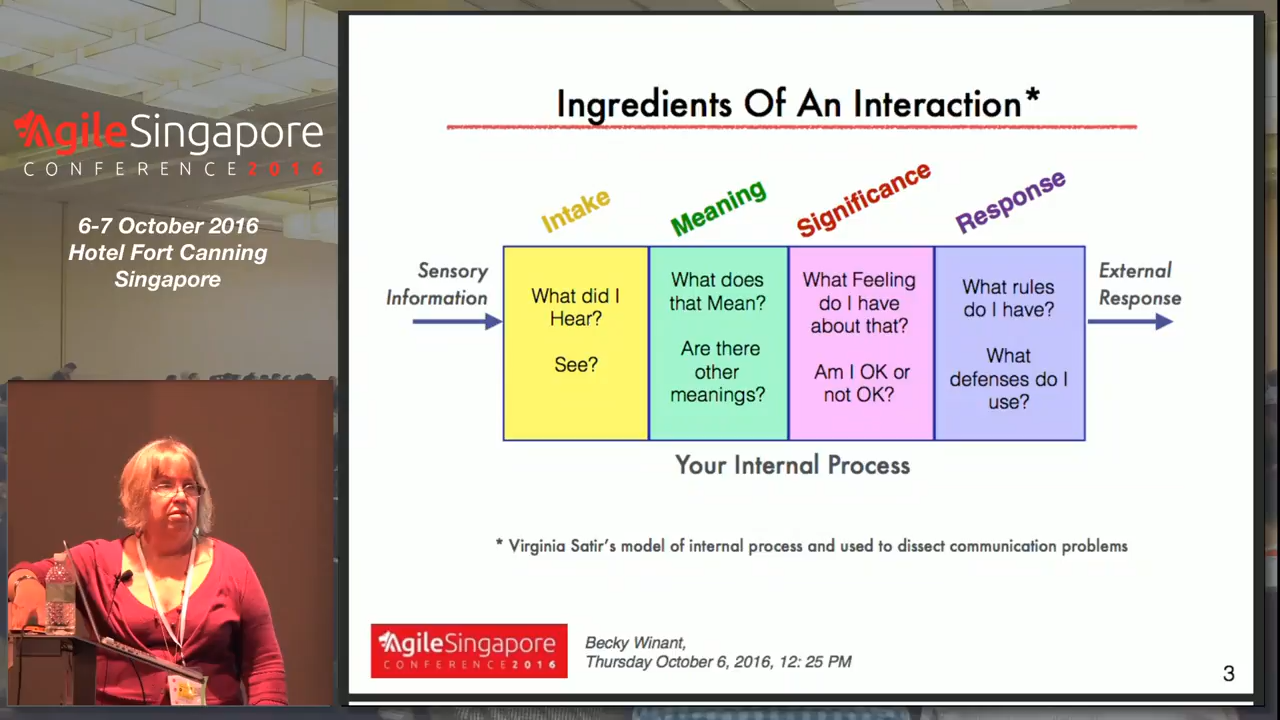 AgileSingapore
CONFERENCE 2016
6-7 October 2016
Hotel Fort Canning
Singapore
Ingredients Of An Interaction*
Intake
Meaning
Significance
Response
Sensory
Information
What did I
Hear?
See?
What does
that Mean?
Are there
other
meanings?
What Feeling
do I have
about that?
Am I OK or
not OK?
What rules
do I have?
What
defenses do I
use?
External
Response
Your Internal Process
* Virginia Satir's model of internal process and used to dissect communication problems
AgileSingapore
CONFERENCE2016
Becky Winant,
Thursday October 6, 2016, 12: 25 PM
3